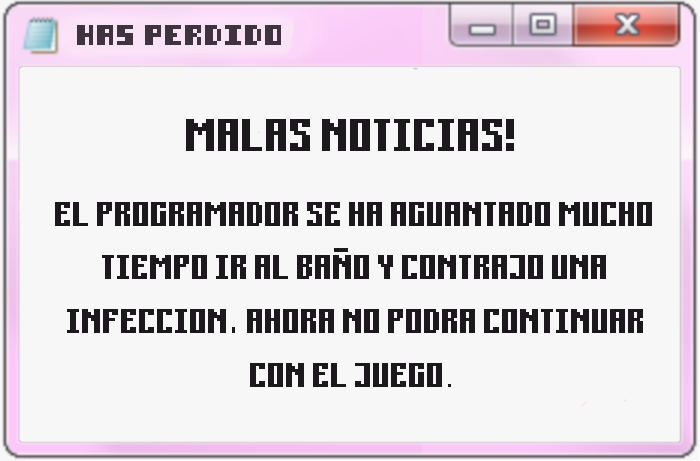 HAS PERDIDO
MALAS NOTICIAS!
EL PROGRAMADOR SE HA AGUANTADO MUCHO
TIEMPO IR AL BAÑO Y CONTRAJO UNA
INFECCION. AHORA NO PODRA CONTINUAR
CON EL JUEGO.